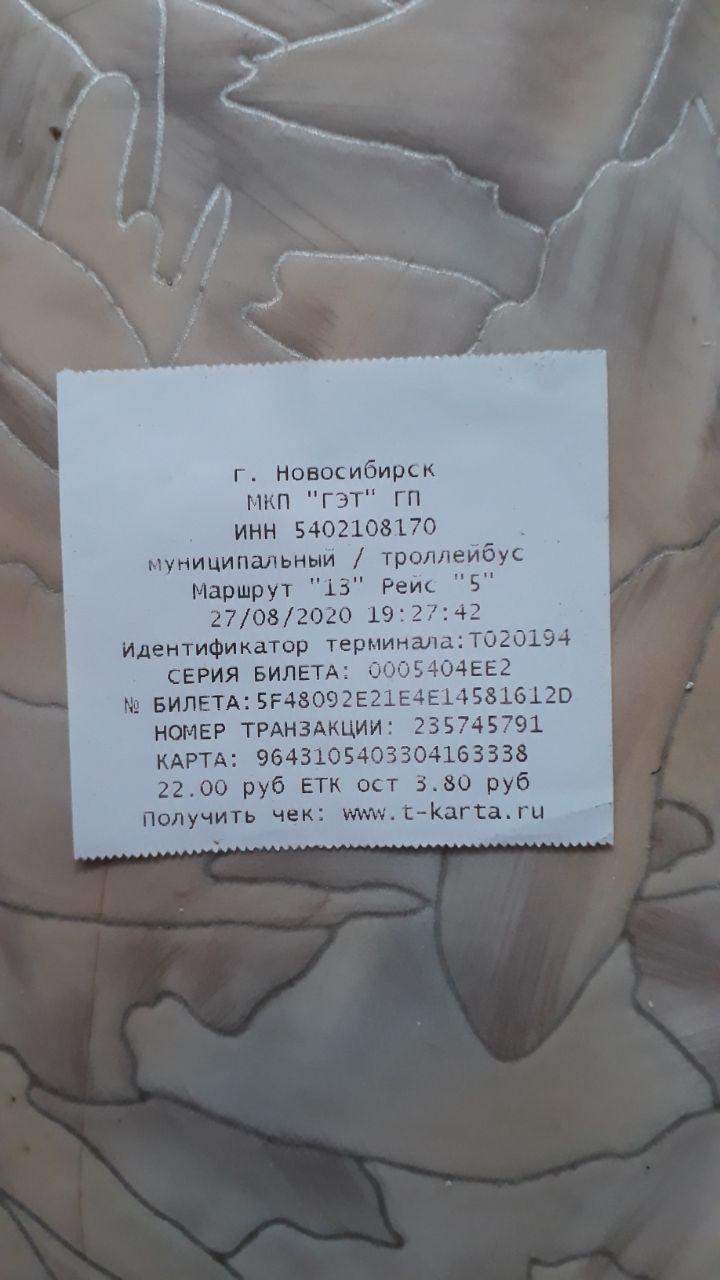 г. Новосибирск
МКП "ГЭТ" ГП
ИНН 5402108170
муниципальный / троллейбус
Маршрут "13" Рейс "5"
27/08/2020 19:27:42
Идентификатор терминала:T020194
СЕРИЯ БИЛЕТА: 0005404EE2
№ БИЛЕТА:5F48092E21E4E14581612D
НОМЕР ТРАНЗАКЦИИ: 235745791
КАРТА: 9643105403304163338
22.00 руб ЕТК ост 3.80 руб
Получить чек: www.t-karta.ru